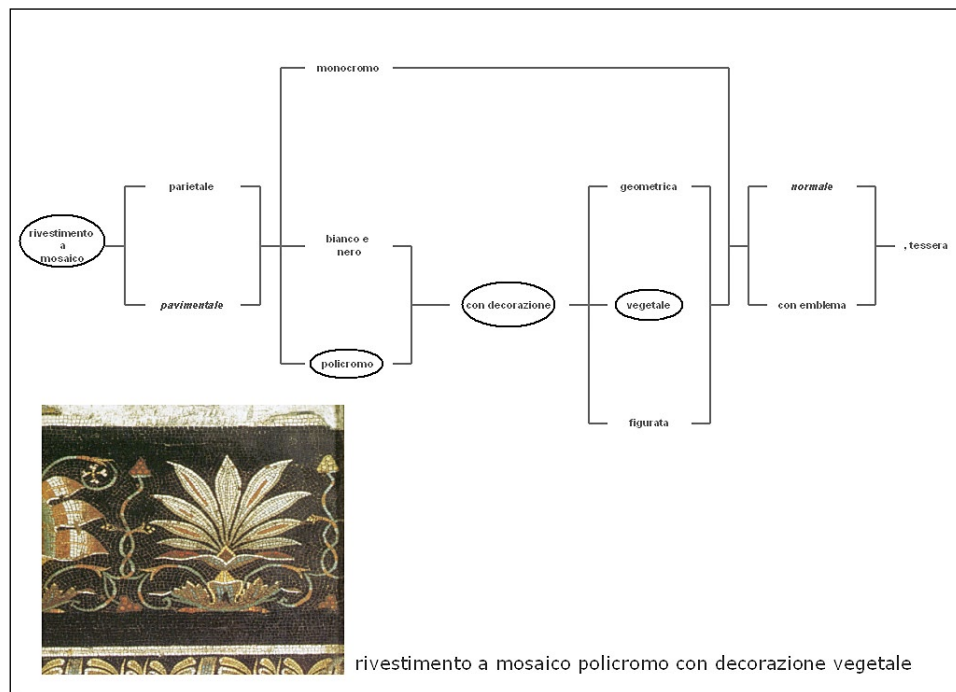 monocromo
parietale
geometrica
normale
rivestimento
a
mosaico
bianco e
nero
, tessera
pavimentale
con decorazione
vegetale
con emblema
policromo
figurata
rivestimento a mosaico policromo con decorazione vegetale